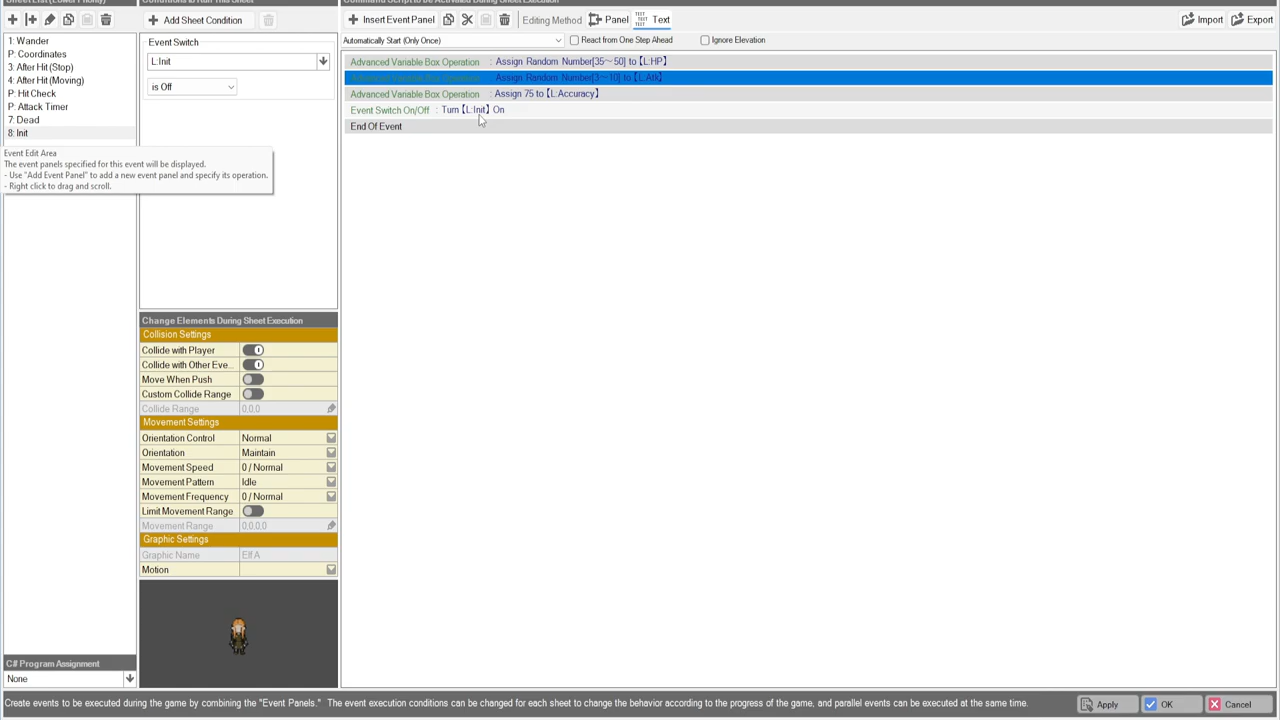 Sheet List (Lower Priority)
Conditions to Run This Sheet
Command Script to be Activated During Sheet Execution
Add Sheet Condition
Insert Event Panel
Editing Method
Panel
TEXT
TEXT
TEXT
Text
Import
Export
1: Wander
P: Coordinates
3: After Hit (Stop)
4: After Hit (Moving)
P: Hit Check
P: Attack Timer
7: Dead
8: Init
Event Switch
L:Init
is Off
Automatically Start (Only Once)
React from One Step Ahead
Ignore Elevation
Advanced Variable Box Operation : Assign Random Number[35～50] to【L:HP】
Advanced Variable Box Operation : Assign Random Number[3～10] to【L:Atk】
Advanced Variable Box Operation : Assign 75 to【L:Accuracy】
Event Switch On/Off : Turn【L:Init】On
End Of Event
Event Edit Area
The event panels specified for this event will be displayed.
- Use "Add Event Panel" to add a new event panel and specify its operation.
- Right click to drag and scroll.
Change Elements During Sheet Execution
Collision Settings
Collide with Player
Collide with Other Eve...
Move When Push
Custom Collide Range
Collide Range 0,0,0
Movement Settings
Orientation Control Normal
Orientation Maintain
Movement Speed 0 / Normal
Movement Pattern Idle
Movement Frequency 0 / Normal
Limit Movement Range
Movement Range 0,0,0,0
Graphic Settings
Graphic Name Elf A
Motion
C# Program Assignment
None
Create events to be executed during the game by combining the "Event Panels." The event execution conditions can be changed for each sheet to change the behavior according to the progress of the game, and parallel events can be executed at the same time.
Apply
OK
Cancel